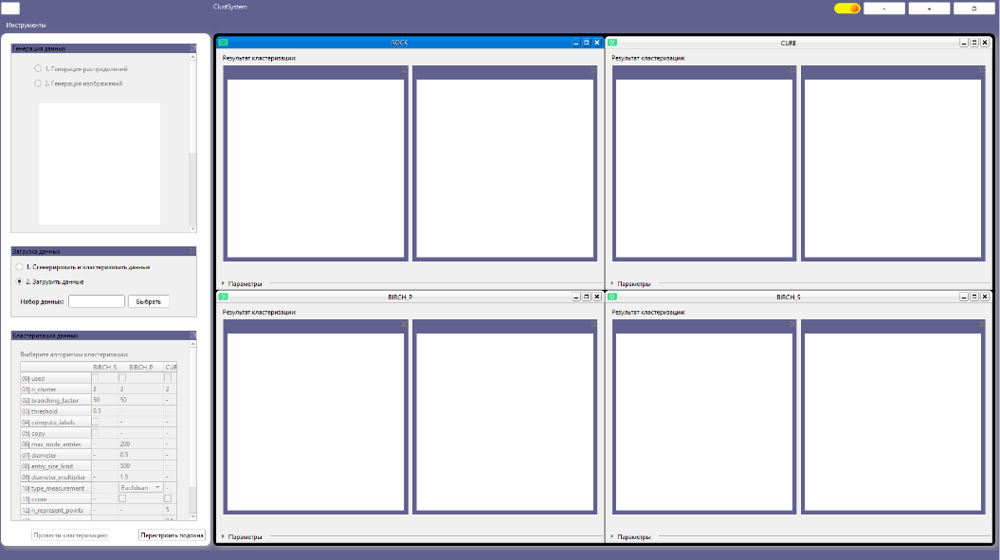 ClustSystem
- + □
Инструменты
Генерация данных
1. Генерация распределений
2. Генерация изображений
Загрузка данных
1. Сгенерировать и кластеризовать данные
2. Загрузить данные
Набор данных: Выбрать
Кластеризация данных
Выберите алгоритмы кластеризации:
BIRCH_S BIRCH_P CUF
00| used
01| n_cluster 3 3 3
02| branching_factor 50 50 -
03| threshold 0.5 - -
04| compute_labels - -
05| copy - -
06| max_node_entries - 200 -
07| diameter - 0.5 -
08| entry_size_limit - 500 -
09| diameter_multiplier - 1.5 -
10| type_measurement - Euclidean -
11| ccore -
12| n_represent_points - - 5
Провести кластеризацию Перестроить подокна
ROCK
Результат кластеризации:
Параметры
CURE
Результат кластеризации:
Параметры
BIRCH_P
Результат кластеризации:
Параметры
BIRCH_S
Результат кластеризации:
Параметры